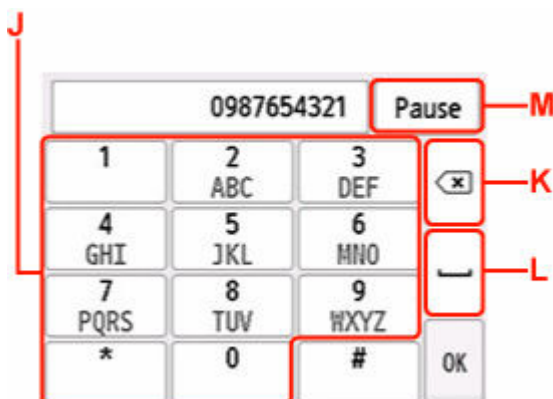 J
0987654321 Pause M
1 2 3
ABC DEF K
4 5 6
GHI JKL MNO
L
7 8 9
PQRS TUV WXYZ
* 0 # OK